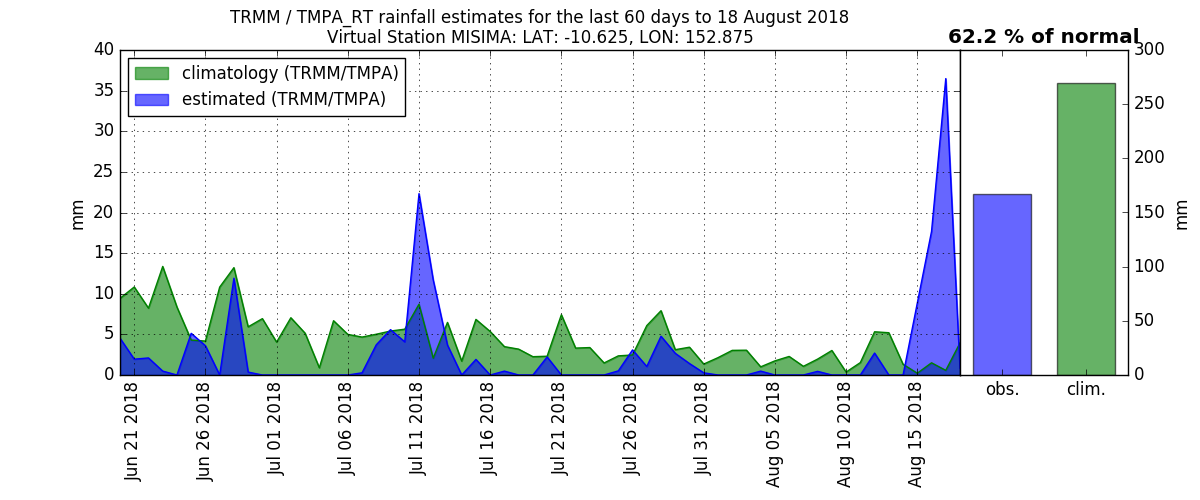 TRMM / TMPA_RT rainfall estimates for the last 60 days to 18 August 2018
Virtual Station MISIMA: LAT: -10.625, LON: 152.875
62.2 % of normal
climatology (TRMM/TMPA)
estimated (TRMM/TMPA)
40
35
30
25
20
15
10
5
0
mm
300
250
200
150
100
50
0
mm
Jun 21 2018
Jun 26 2018
Jul 01 2018
Jul 06 2018
Jul 11 2018
Jul 16 2018
Jul 21 2018
Jul 26 2018
Jul 31 2018
Aug 05 2018
Aug 10 2018
Aug 15 2018
obs.
clim.